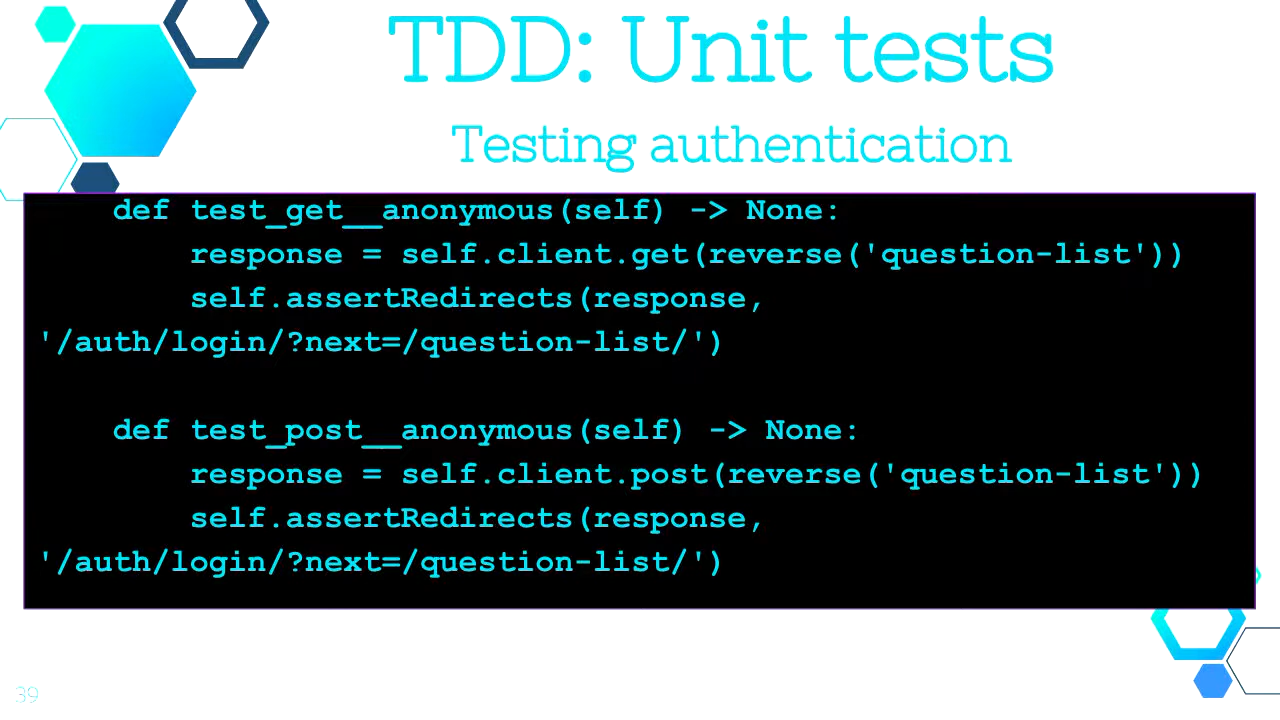 TDD: Unit tests
Testing authentication
def test_get__anonymous(self) -> None:
response = self.client.get(reverse('question-list'))
self.assertRedirects(response,
'/auth/login/?next=/question-list/')
def test_post__anonymous(self) -> None:
response = self.client.post(reverse('question-list'))
self.assertRedirects(response,
'/auth/login/?next=/question-list/')
39